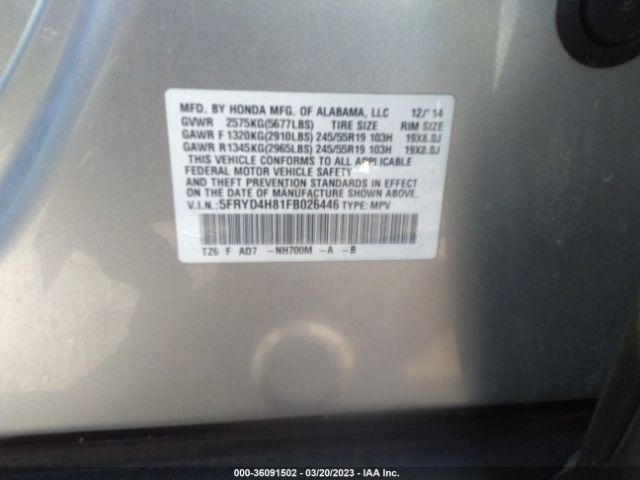 MFD. BY HONDA MFG. OF ALABAMA, LLC 12/'14
GVWR 2575KG(5677LBS) TIRE SIZE RIM SIZE
GAWR F 1320KG(2910LBS) 245/55R19 103H 19X8.0J
GAWR R1345KG(2965LBS) 245/55R19 103H 19X8.0J
THIS VEHICLE CONFORMS TO ALL APPLICABLE
FEDERAL MOTOR VEHICLE SAFETY
AND THEFT PREVENTION STANDARDS IN EFFECT
ON THE DATE OF MANUFACTURE SHOWN ABOVE.
V.I.N.:5FRYD4H81FB026446 TYPE: MPV
TZ6 F AD7 -NH700M -A -B
000-36091502 - 03/20/2023 - IAA Inc.